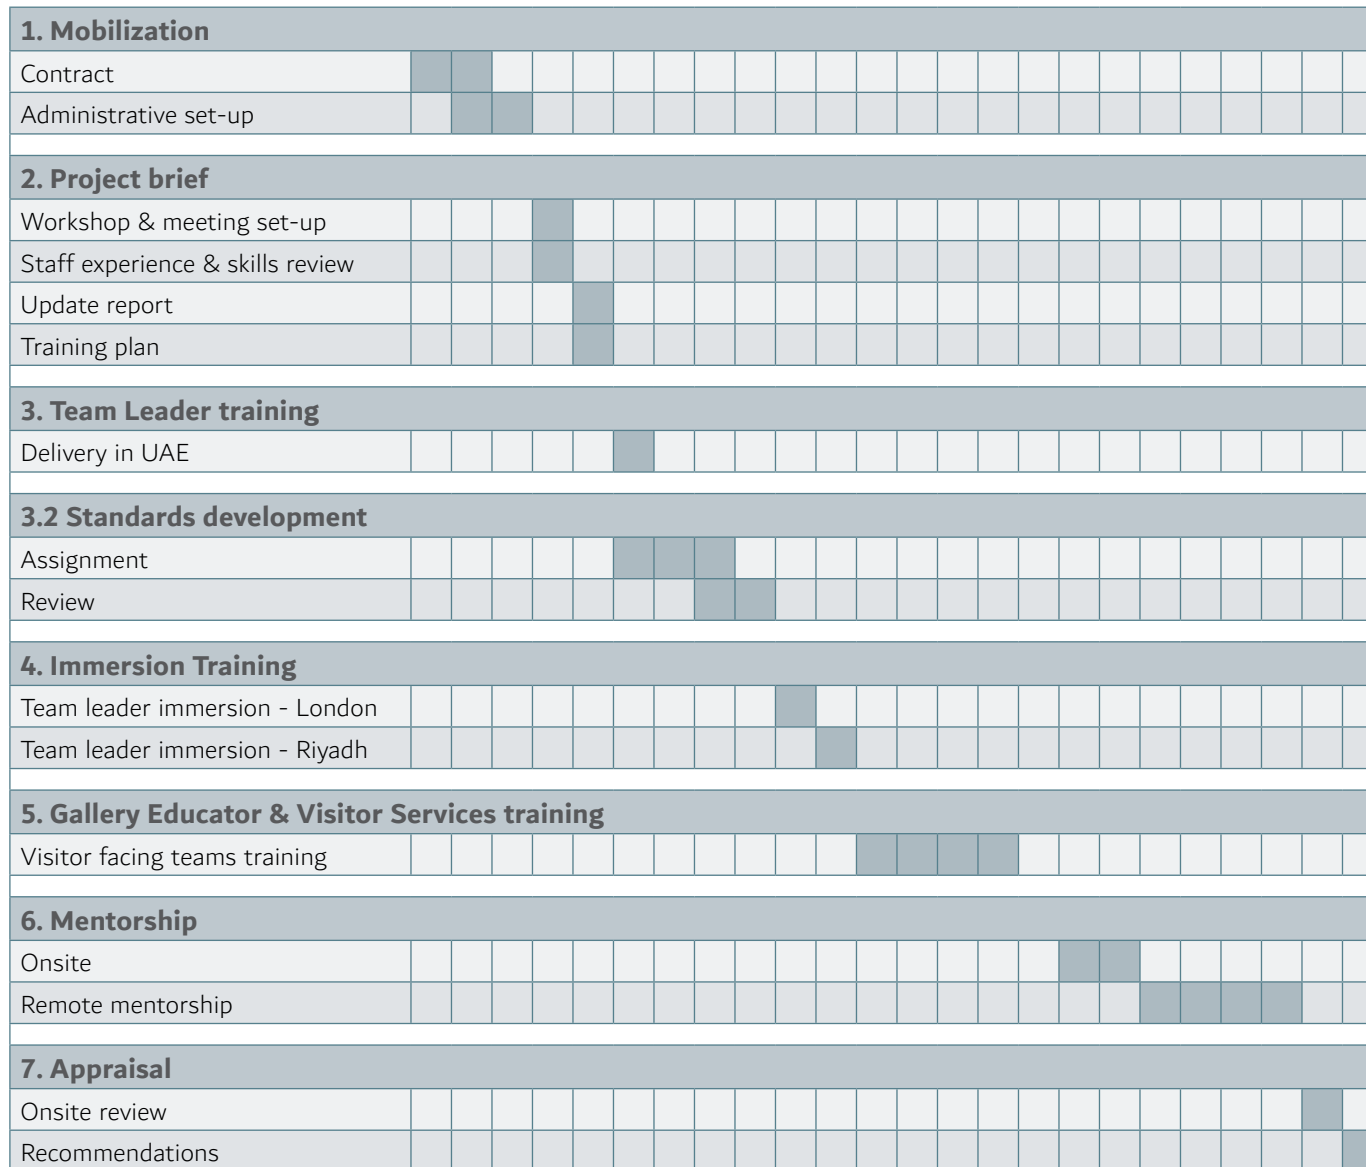 1. Mobilization
Contract
Administrative set-up
2. Project brief
Workshop & meeting set-up
Staff experience & skills review
Update report
Training plan
3. Team Leader training
Delivery in UAE
3.2 Standards development
Assignment
Review
4. Immersion Training
Team leader immersion - London
Team leader immersion - Riyadh
5. Gallery Educator & Visitor Services training
Visitor facing teams training
6. Mentorship
Onsite
Remote mentorship
7. Appraisal
Onsite review
Recommendations